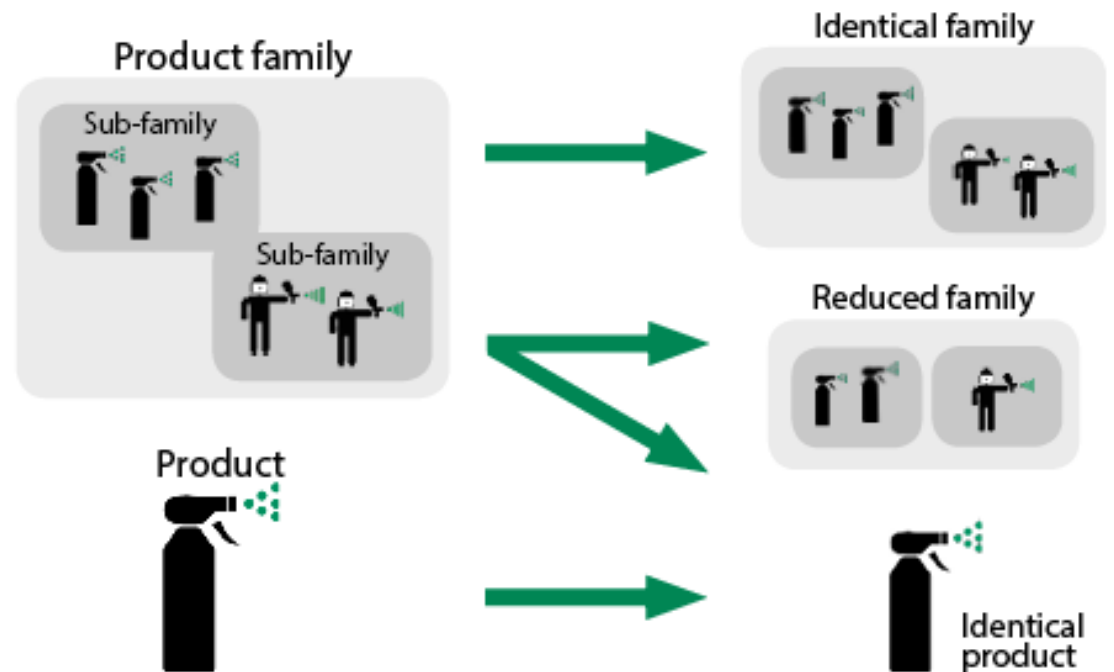 Product family
Sub-family
Sub-family
Product
Identical family
Reduced family
Identical
product